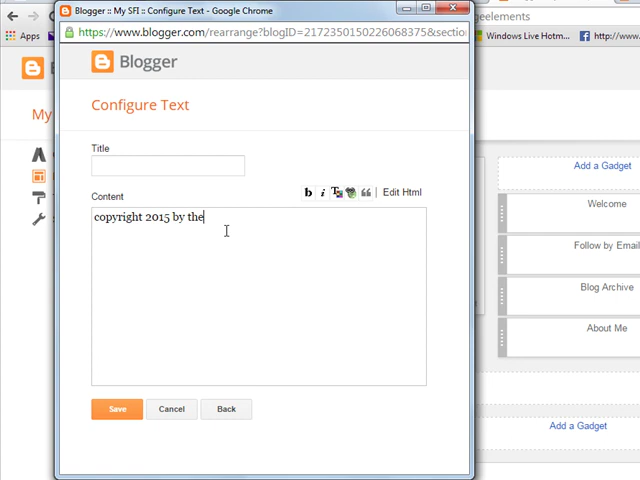 Blogger :: My SFI :: Configure Text - Google Chrome
https://www.blogger.com/rearrange?blogID=2172350150226068375&sectio
geelements
Apps
Windows Live Hotm...
http://www.f
Blogger
My
Configure Text
Title
Content
b i Edit Html
copyright 2015 by the
Save Cancel Back
Add a Gadget
Welcome
Follow by Email
Blog Archive
About Me
Add a Gadget